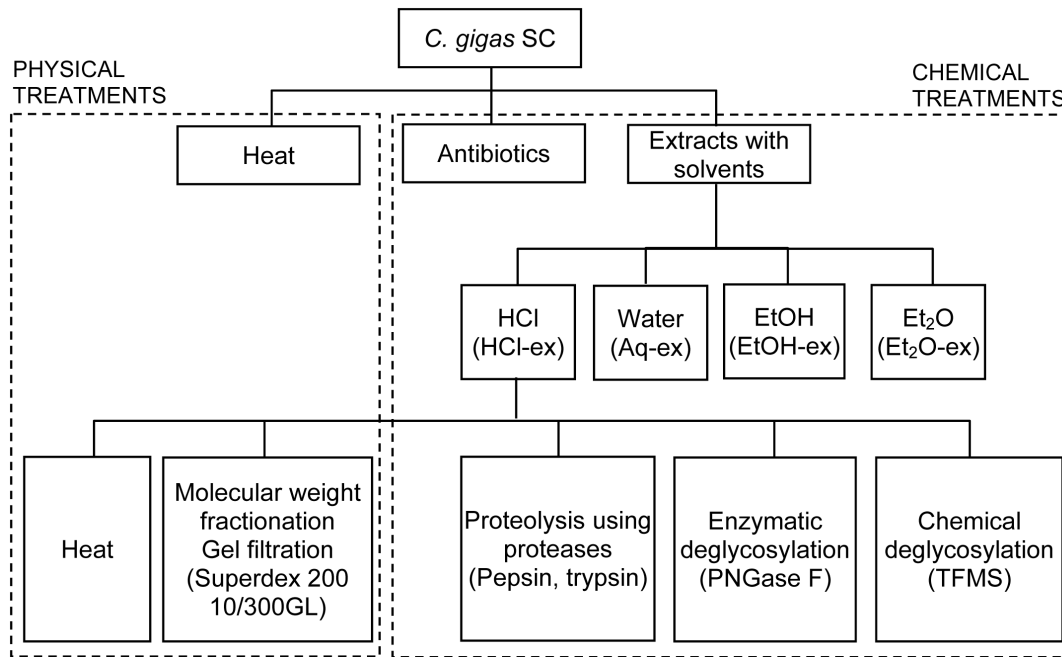 C. gigas SC
PHYSICAL
TREATMENTS
CHEMICAL
TREATMENTS
Heat
Antibiotics
Extracts with
solvents
HCl
(HCl-ex)
Water
(Aq-ex)
EtOH
(EtOH-ex)
Et₂O
(Et₂O-ex)
Heat
Molecular weight
fractionation
Gel filtration
(Superdex 200
10/300GL)
Proteolysis using
proteases
(Pepsin, trypsin)
Enzymatic
deglycosylation
(PNGase F)
Chemical
deglycosylation
(TFMS)